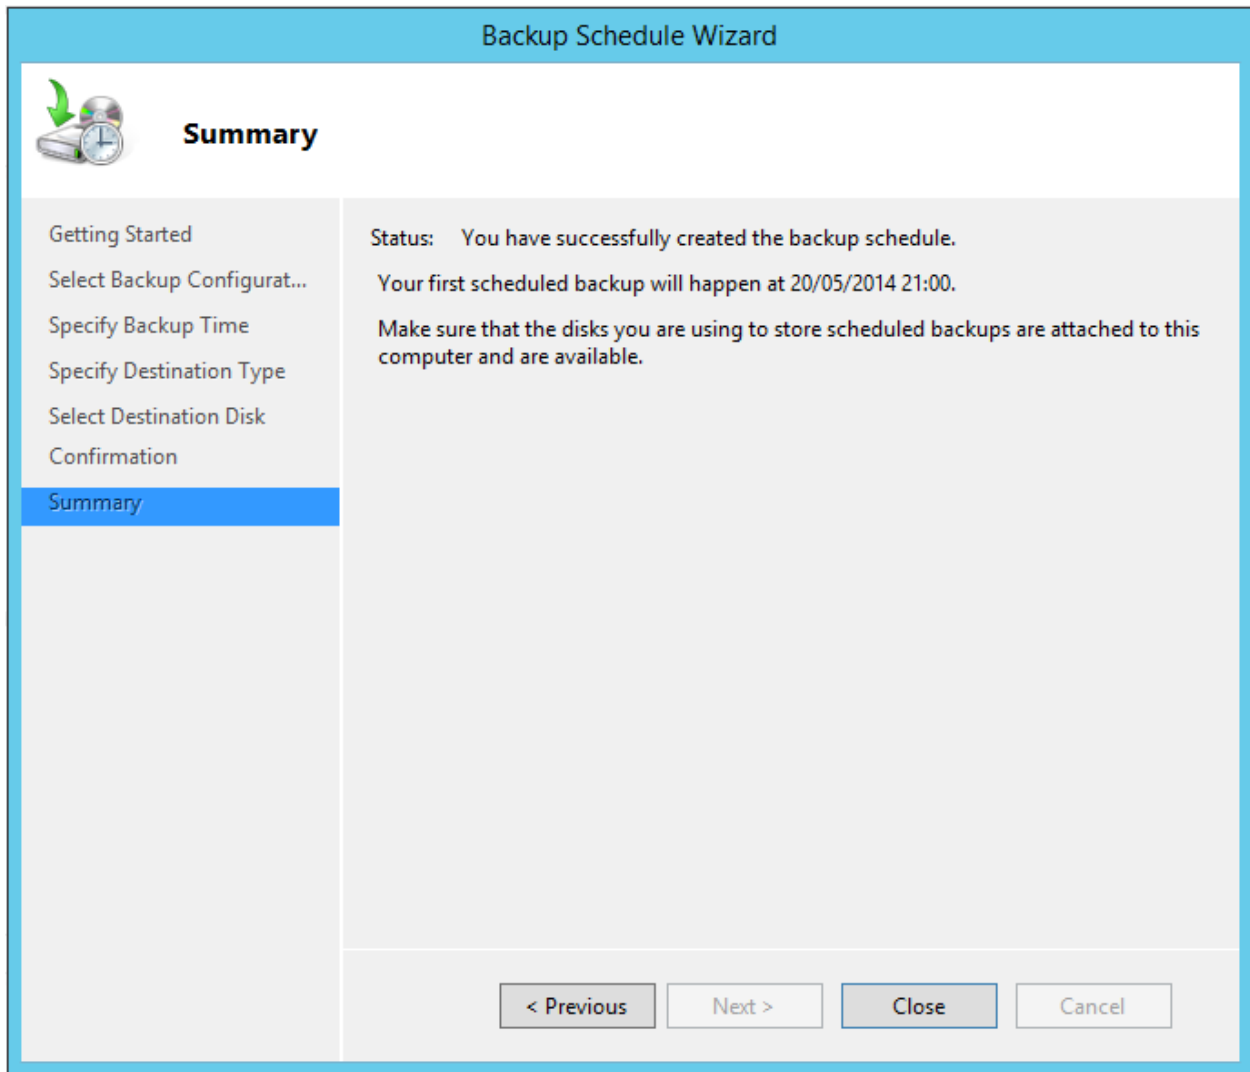 Backup Schedule Wizard
Summary
Getting Started
Select Backup Configurat...
Specify Backup Time
Specify Destination Type
Select Destination Disk
Confirmation
Summary
Status: You have successfully created the backup schedule.
Your first scheduled backup will happen at 20/05/2014 21:00.
Make sure that the disks you are using to store scheduled backups are attached to this
computer and are available.
< Previous
Next >
Close
Cancel